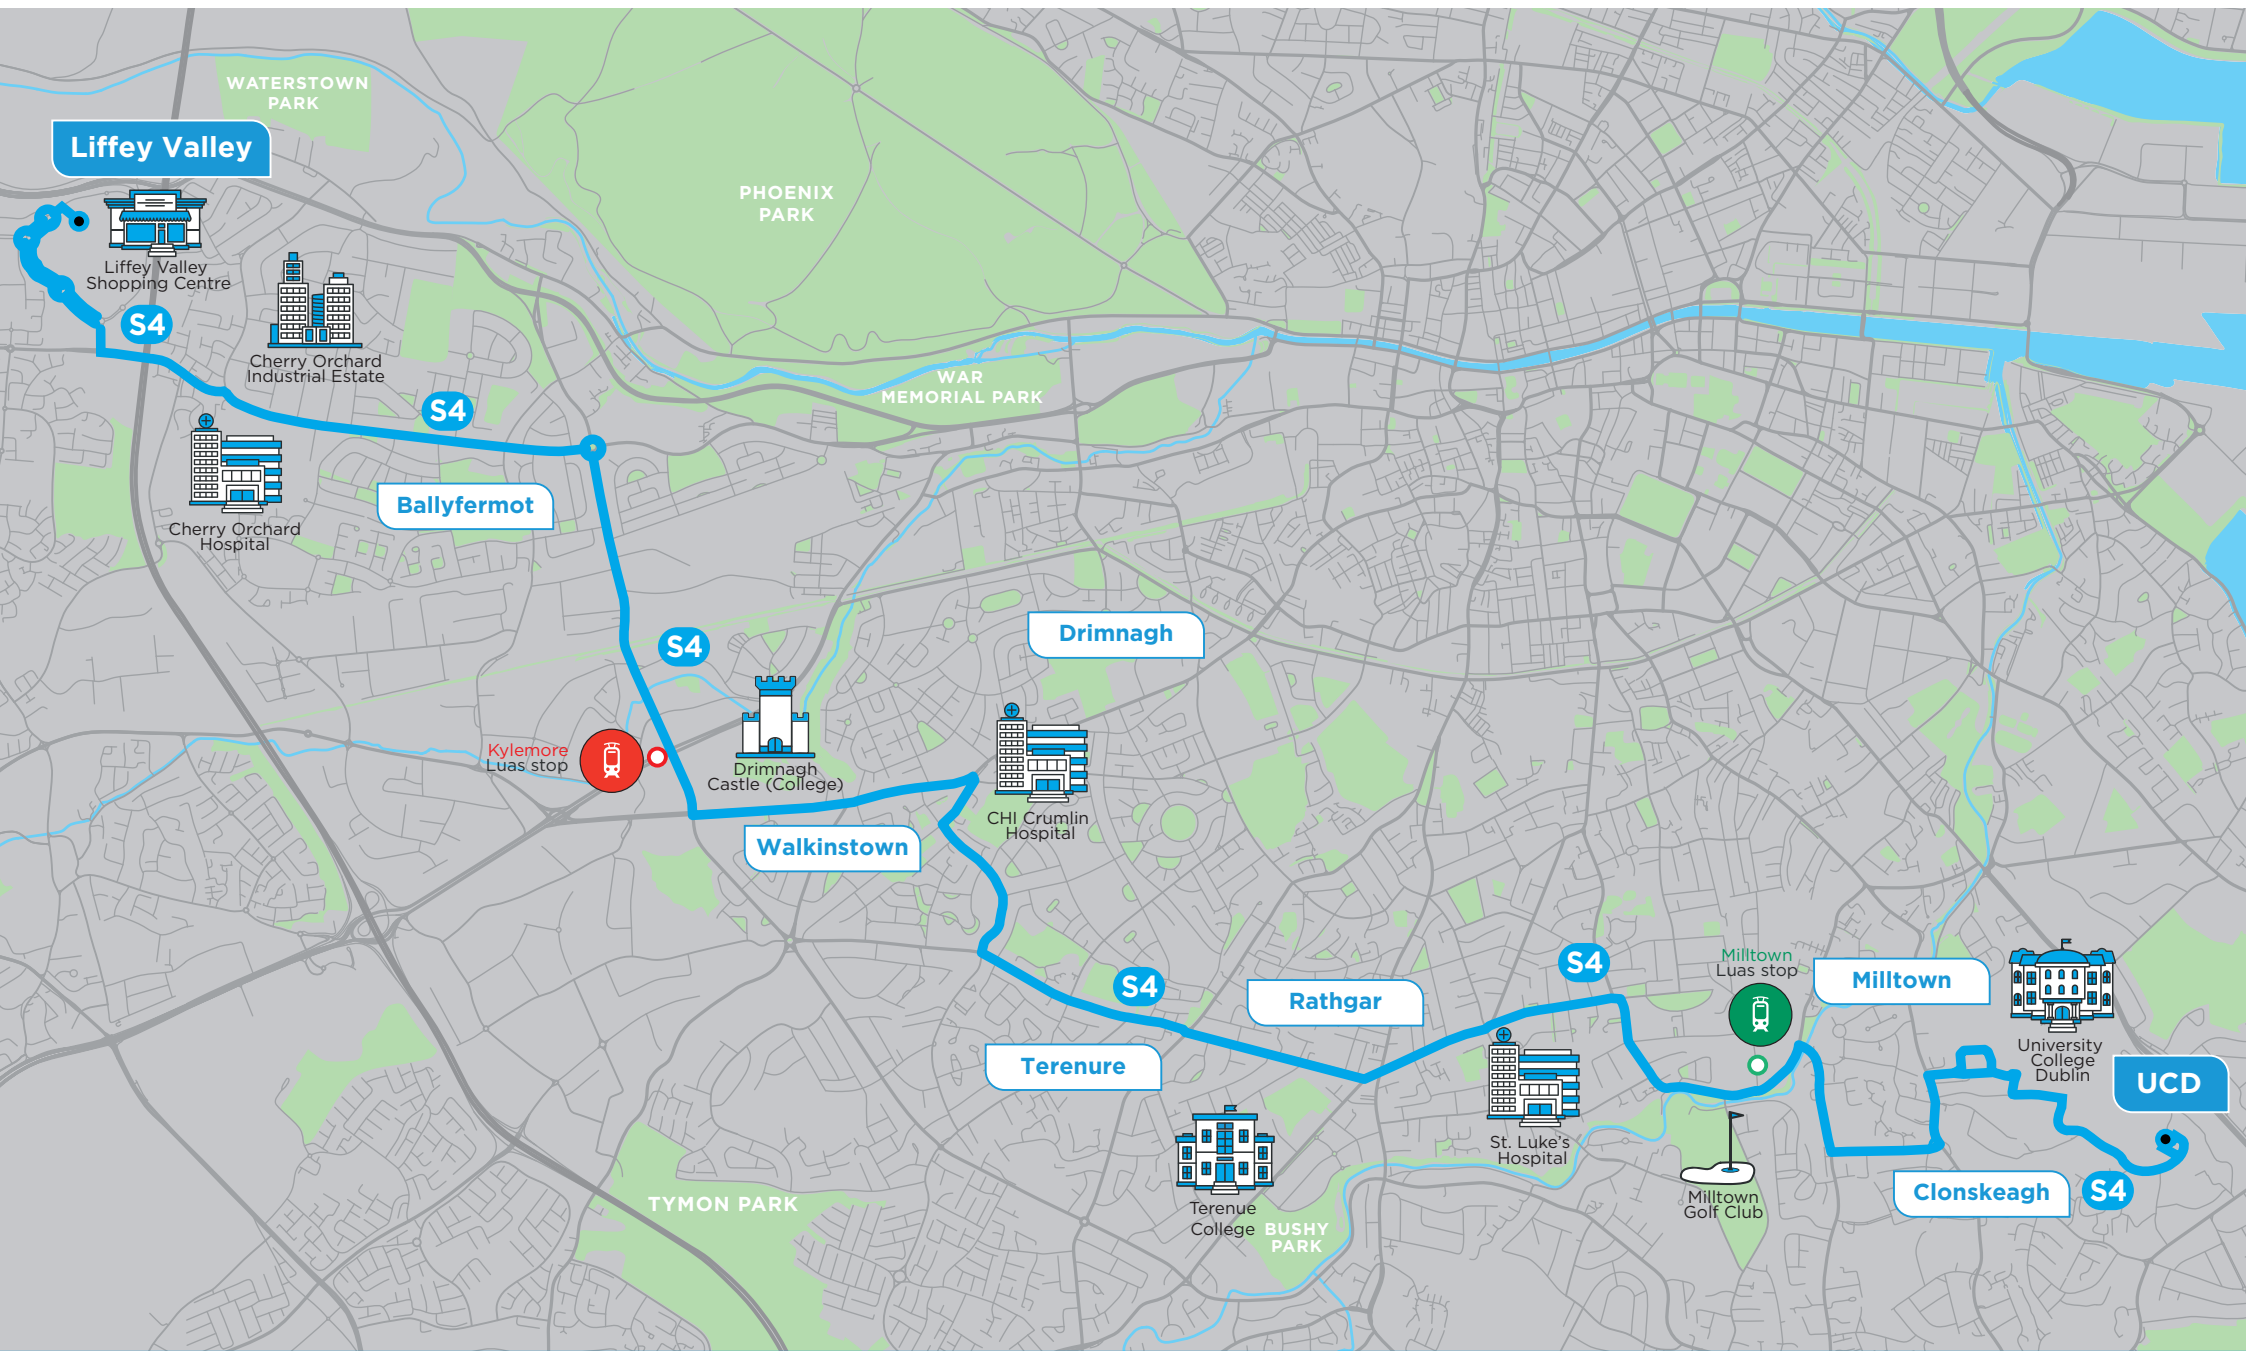 WATERSTOWN
PARK
Liffey Valley
PHOENIX
PARK
Liffey Valley
Shopping Centre
S4
Cherry Orchard
Industrial Estate
WAR
MEMORIAL PARK
S4
Ballyfermot
Cherry Orchard
Hospital
Drimnagh
S4
Kylemore
Luas stop
Drimnagh
Castle (College)
CHI Crumlin
Hospital
Walkinstown
S4
Milltown
Luas stop
Milltown
S4
Rathgar
Terenure
University
College
Dublin
UCD
St. Luke's
Hospital
Milltown
Golf Club
Clonskeagh
S4
TYMON PARK
Terenue
College
BUSHY
PARK